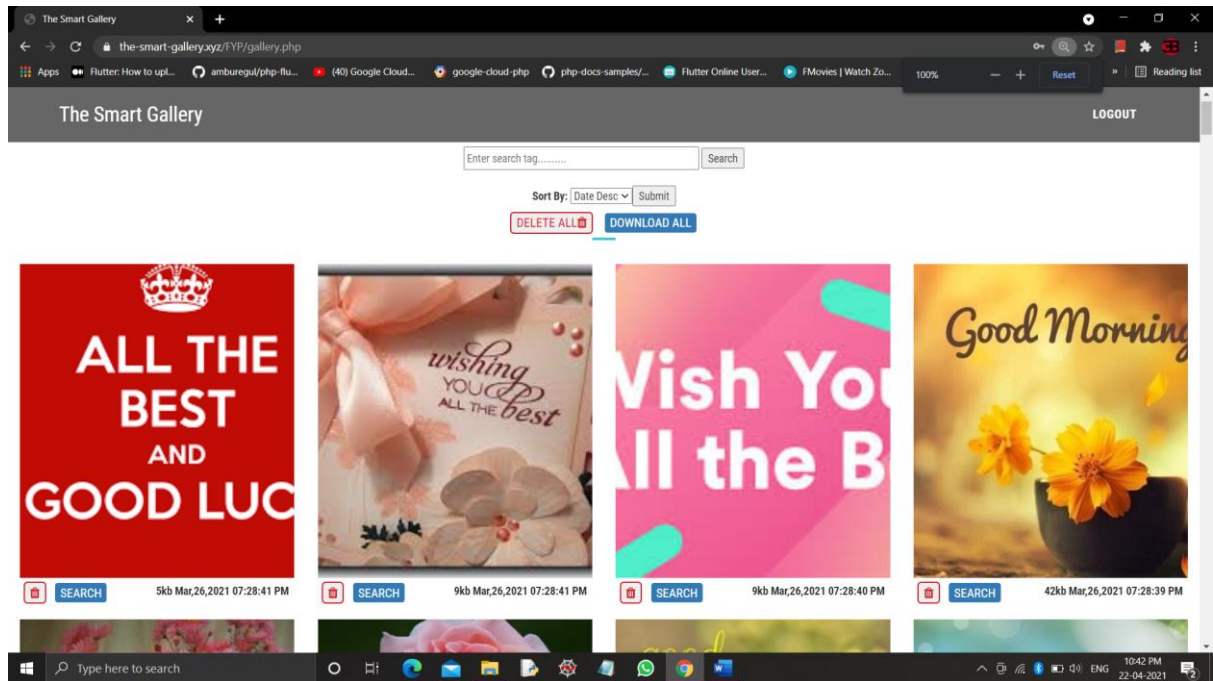 The Smart Gallery
the-smart-gallery.xyz/FYP/gallery.php
Apps
Flutter: How to upl...
amburegul/php-flu...
(40) Google Cloud...
google-cloud-php
php-docs-samples/...
Flutter Online User...
FMovies | Watch Zo...
100%
Reset
»
Reading list
The Smart Gallery
LOGOUT
Enter search tag..........
Search
Sort By: Date Desc Submit
DELETE ALL
DOWNLOAD ALL
ALL THE
BEST
AND
GOOD LUC
wishing
YOU
ALL THE best
Wish You
All the B
Good Morning
SEARCH 5kb Mar,26,2021 07:28:41 PM
SEARCH 9kb Mar,26,2021 07:28:41 PM
SEARCH 9kb Mar,26,2021 07:28:40 PM
SEARCH 42kb Mar,26,2021 07:28:39 PM
good
Type here to search
ENG
10:42 PM
22-04-2021
2